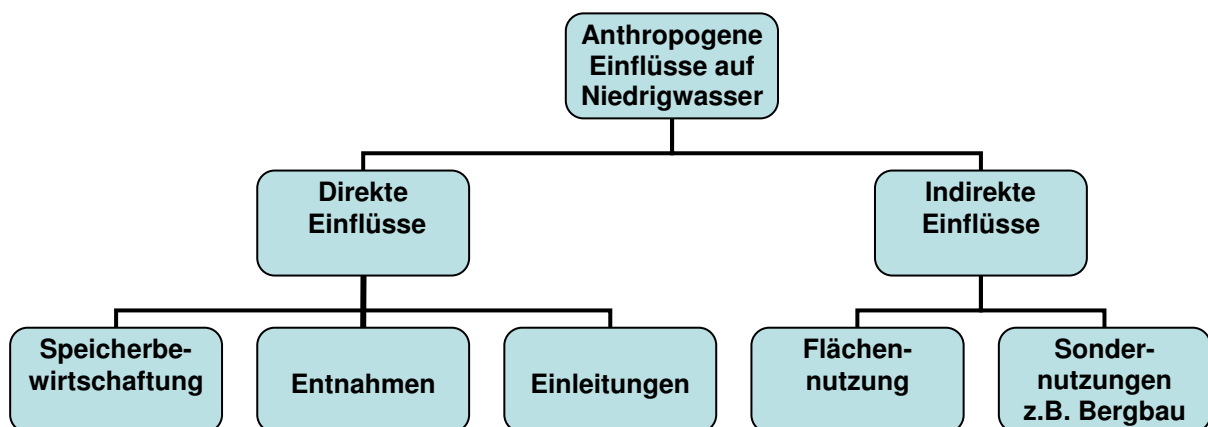 Anthropogene
Einflüsse auf
Niedrigwasser
Direkte
Einflüsse
Indirekte
Einflüsse
Speicherbe-
wirtschaftung
Entnahmen
Einleitungen
Flächen-
nutzung
Sonder-
nutzungen
z.B. Bergbau